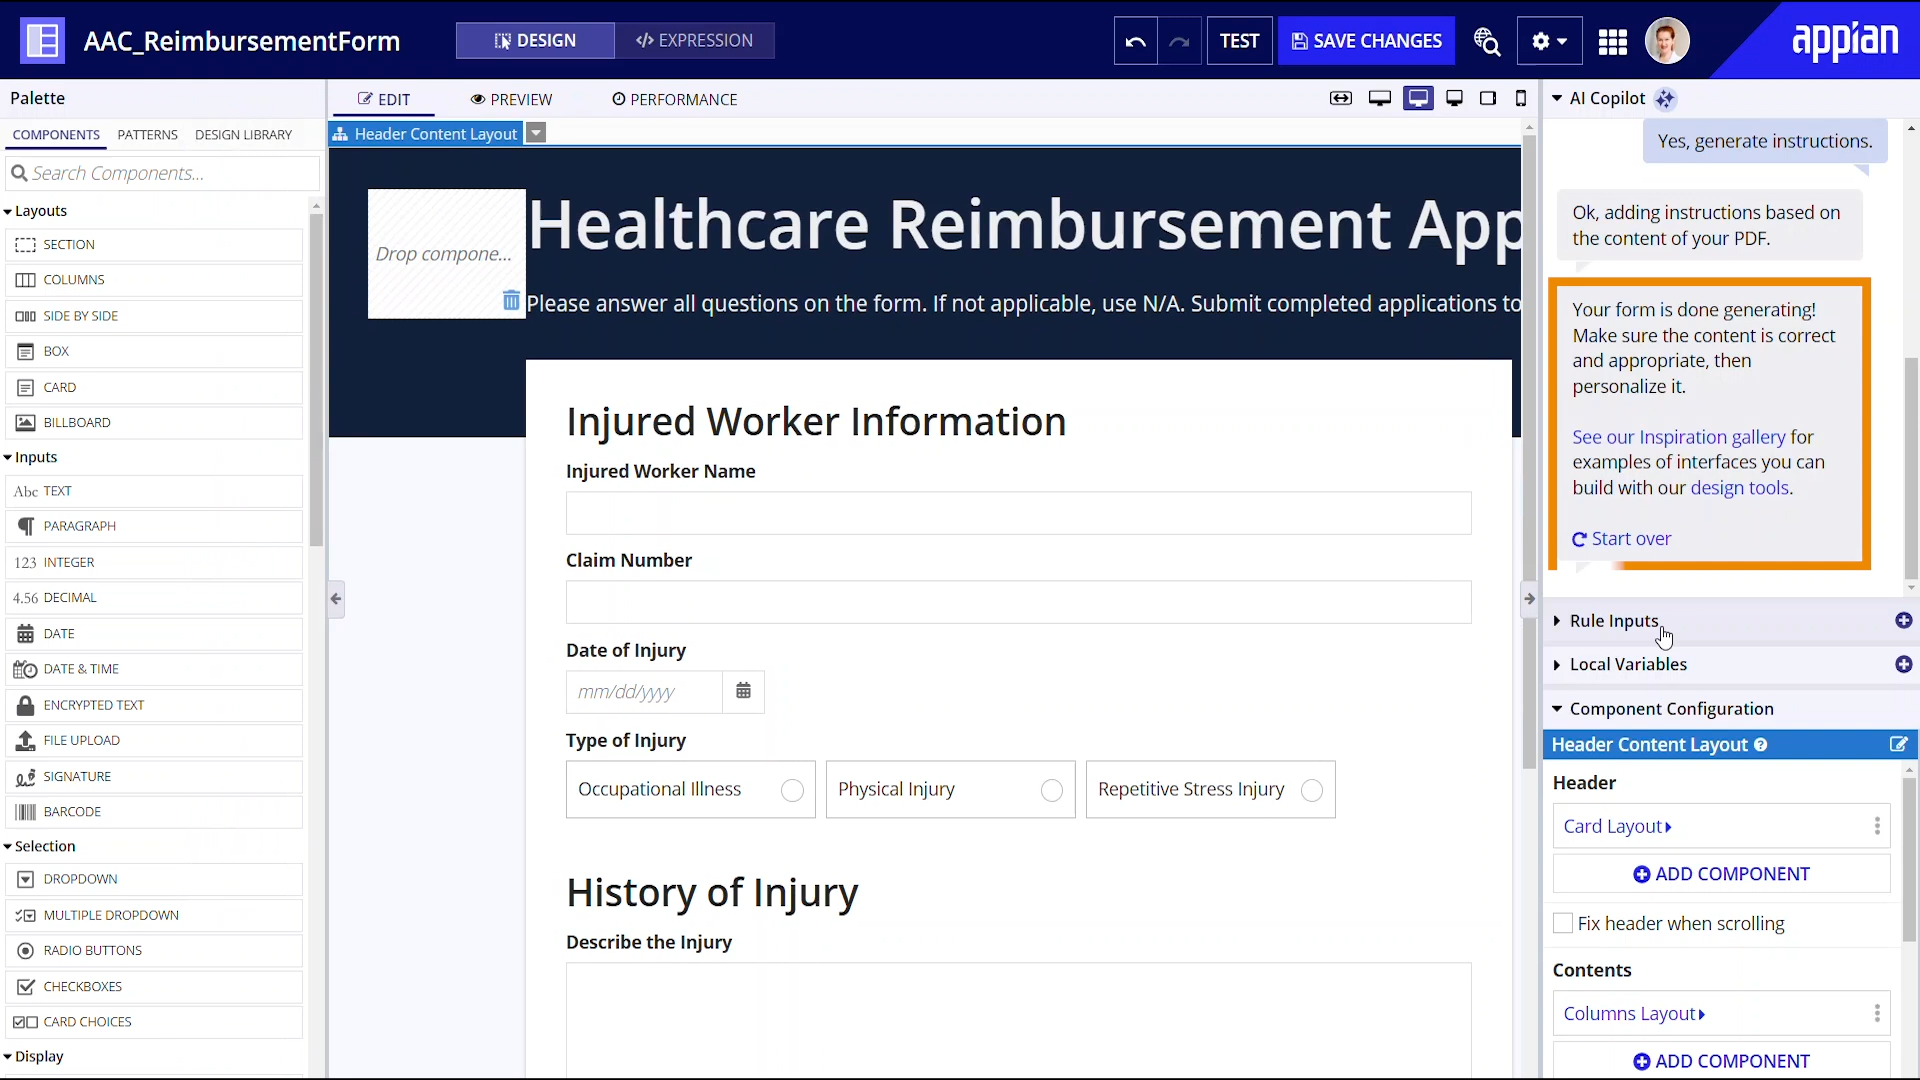 AAC_ReimbursementForm
DESIGN
</> EXPRESSION
TEST
SAVE CHANGES
appian
Palette
COMPONENTS
PATTERNS
DESIGN LIBRARY
Search Components...
Layouts
SECTION
COLUMNS
SIDE BY SIDE
BOX
CARD
BILLBOARD
Inputs
Abc TEXT
PARAGRAPH
123 INTEGER
4.56 DECIMAL
DATE
DATE & TIME
ENCRYPTED TEXT
FILE UPLOAD
SIGNATURE
BARCODE
Selection
DROPDOWN
MULTIPLE DROPDOWN
RADIO BUTTONS
CHECKBOXES
CARD CHOICES
Display
EDIT
PREVIEW
PERFORMANCE
Header Content Layout
Drop compone...
Healthcare Reimbursement App
Please answer all questions on the form. If not applicable, use N/A. Submit completed applications to
Injured Worker Information
Injured Worker Name
Claim Number
Date of Injury
mm/dd/yyyy
Type of Injury
Occupational Illness
Physical Injury
Repetitive Stress Injury
History of Injury
Describe the Injury
AI Copilot
Yes, generate instructions.
Ok, adding instructions based on
the content of your PDF.
Your form is done generating!
Make sure the content is correct
and appropriate, then
personalize it.
See our Inspiration gallery for
examples of interfaces you can
build with our design tools.
Start over
Rule Inputs
Local Variables
Component Configuration
Header Content Layout
Header
Card Layout
ADD COMPONENT
Fix header when scrolling
Contents
Columns Layout
ADD COMPONENT